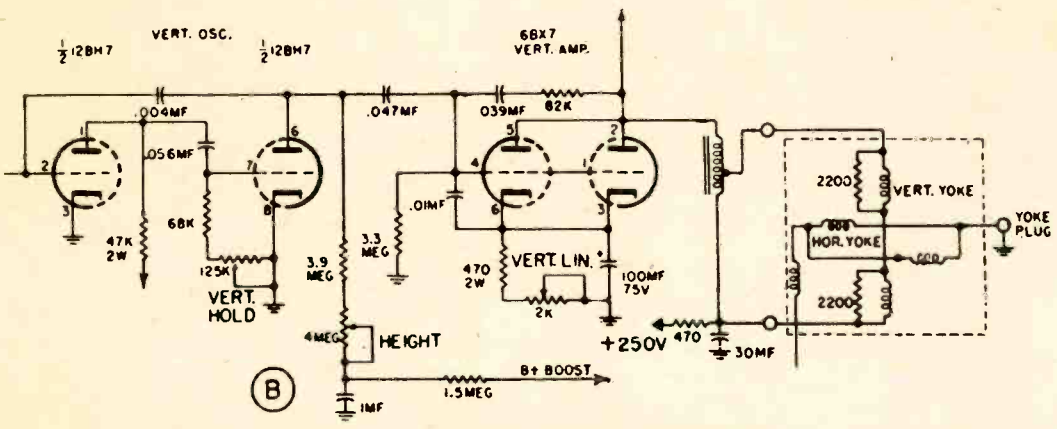 ½ 12BH7
VERT. OSC.
½ 12BH7
6BX7
VERT. AMP.
.004MF
.047MF
.039MF
82K
1
6
5
2
.056MF
2
7
4
1
3
8
6
3
.01MF
68K
47K
2W
125K
VERT.
HOLD
3.9
MEG
3.3
MEG
470
2W
VERT. LIN.
+
100MF
75V
2K
4MEG
HEIGHT
+250V
470
30MF
B
1MF
1.5MEG
B+ BOOST
2200
VERT. YOKE
HOR. YOKE
2200
YOKE
PLUG